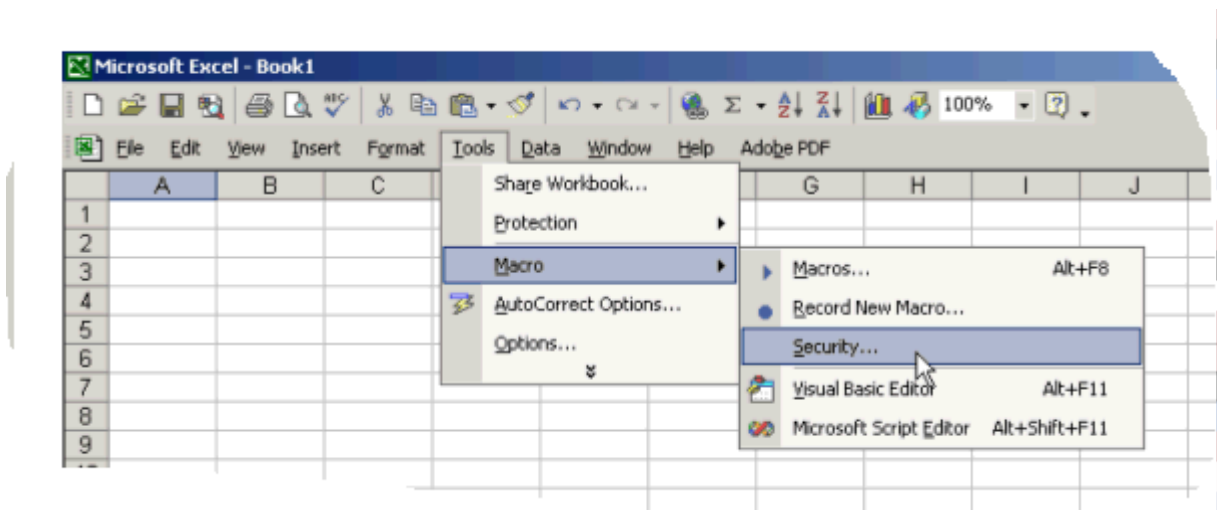 Microsoft Excel - Book1
ABC Σ A Z Z A 100% ?
File Edit View Insert Format Tools Data Window Help Adobe PDF
A B C G H I J
Share Workbook...
Protection
Macro
AutoCorrect Options...
Options...
Macros... Alt+F8
Record New Macro...
Security...
Visual Basic Editor Alt+F11
Microsoft Script Editor Alt+Shift+F11
1
2
3
4
5
6
7
8
9